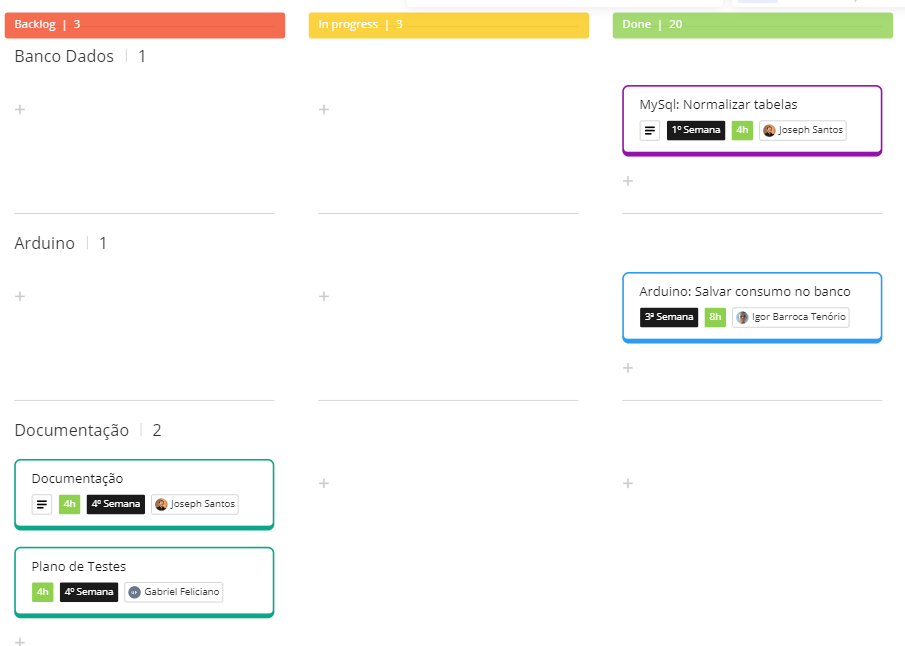 Backlog | 3
In progress | 3
Done | 20
Banco Dados | 1
MySql: Normalizar tabelas
1º Semana 4h Joseph Santos
Arduino | 1
Arduino: Salvar consumo no banco
3ª Semana 8h Igor Barroca Tenório
Documentação | 2
Documentação
4h 4º Semana Joseph Santos
Plano de Testes
4h 4º Semana Gabriel Feliciano